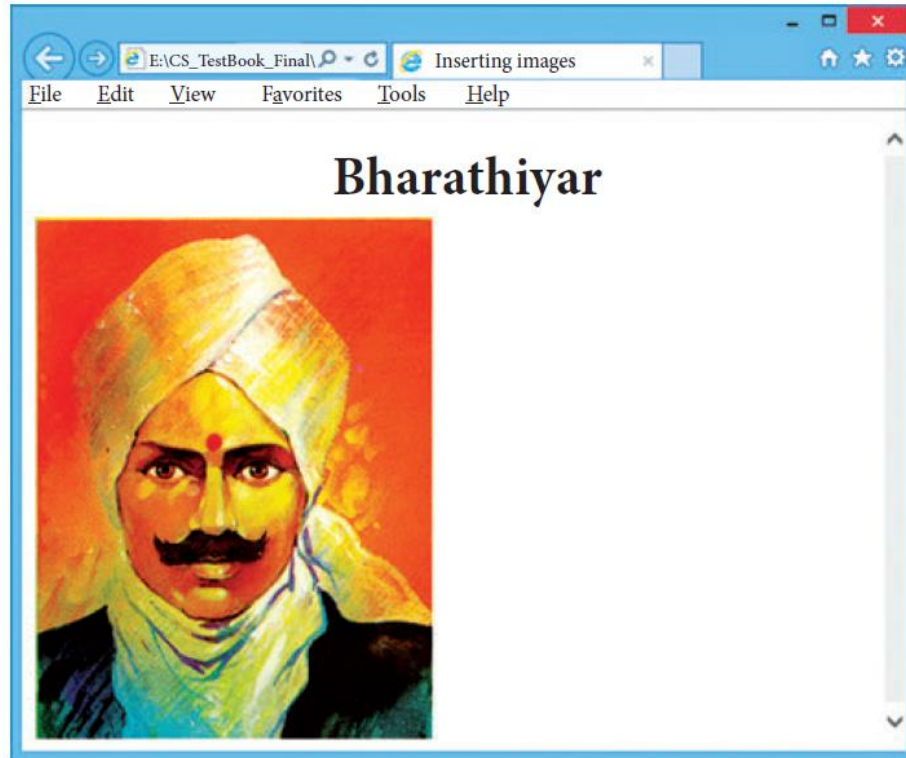 E:\CS_TestBook_Final\
Inserting images
File Edit View Favorites Tools Help
Bharathiyar